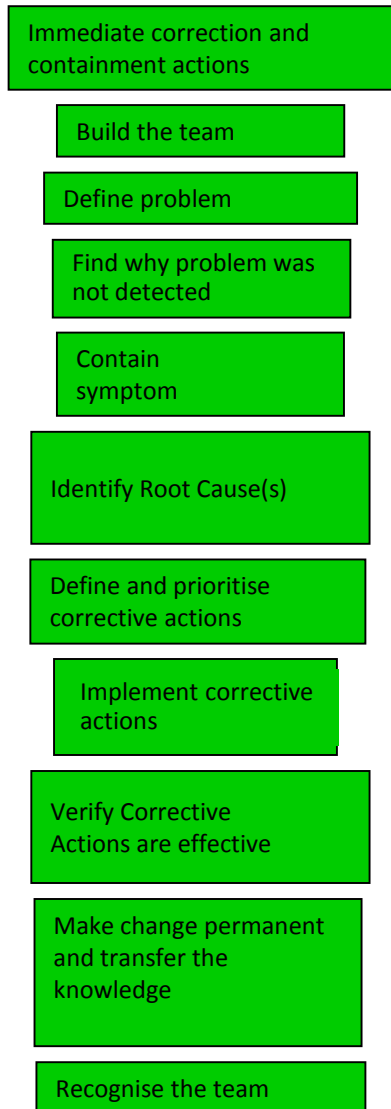 Immediate correction and
containment actions
Build the team
Define problem
Find why problem was
not detected
Contain
symptom
Identify Root Cause(s)
Define and prioritise
corrective actions
Implement corrective
actions
Verify Corrective
Actions are effective
Make change permanent
and transfer the
knowledge
Recognise the team